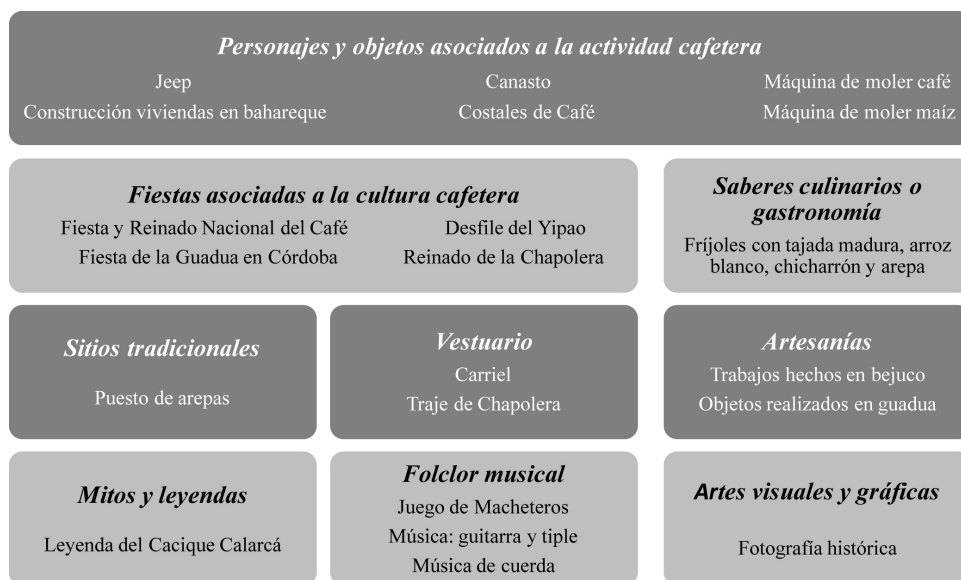 Personajes y objetos asociados a la actividad cafetera
Jeep
Construcción viviendas en bahareque
Canasto
Costales de Café
Máquina de moler café
Máquina de moler maíz
Fiestas asociadas a la cultura cafetera
Fiesta y Reinado Nacional del Café
Fiesta de la Guadua en Córdoba
Desfile del Yipao
Reinado de la Chapolera
Saberes culinarios o
gastronomía
Fríjoles con tajada madura, arroz
blanco, chicharrón y arepa
Sitios tradicionales
Puesto de arepas
Vestuario
Carriel
Traje de Chapolera
Artesanías
Trabajos hechos en bejuco
Objetos realizados en guadua
Mitos y leyendas
Leyenda del Cacique Calarcá
Folclor musical
Juego de Macheteros
Música: guitarra y tiple
Música de cuerda
Artes visuales y gráficas
Fotografía histórica